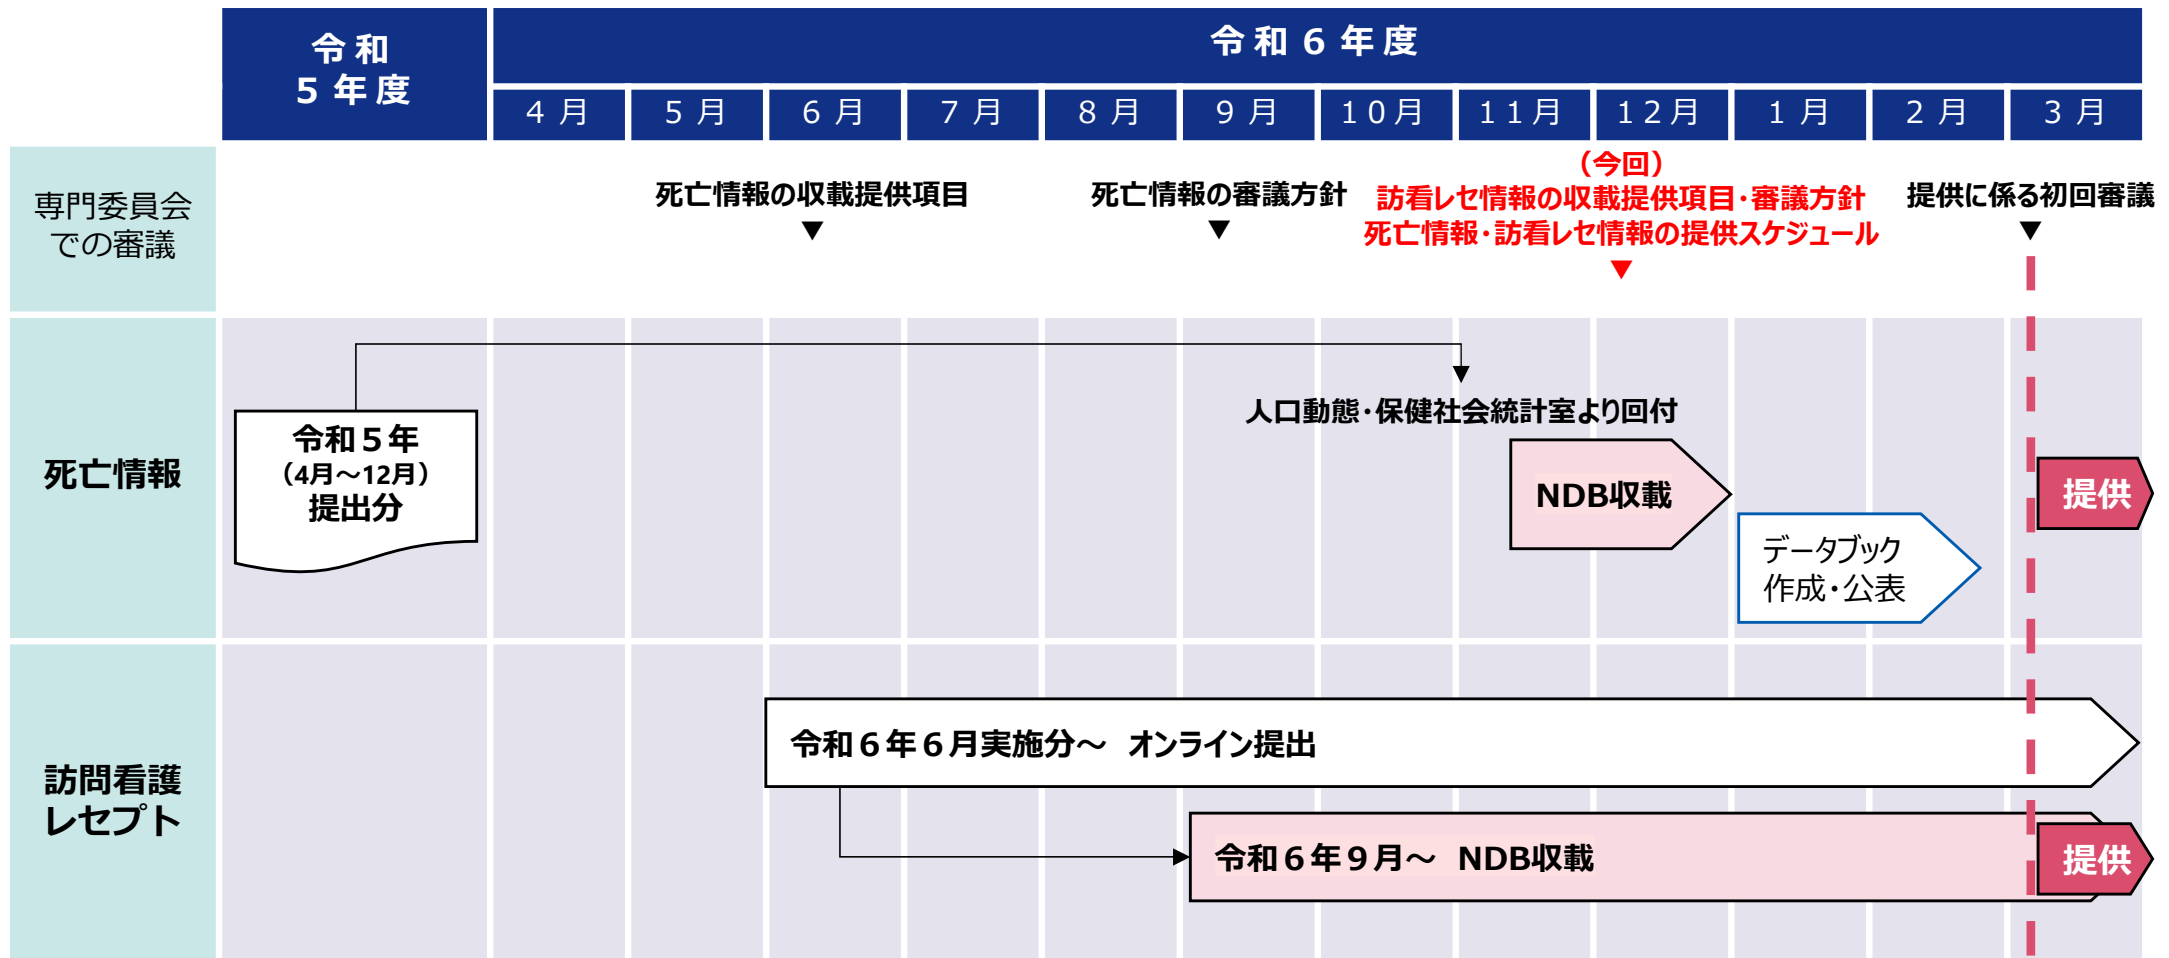 令和
５年度
令和６年度
４月
５月
６月
７月
８月
９月
１０月
１１月
１２月
１月
２月
３月
専門委員会
での審議
死亡情報の収載提供項目
▼
死亡情報の審議方針
▼
（今回）
訪看レセ情報の収載提供項目・審議方針
死亡情報・訪看レセ情報の提供スケジュール
▼
提供に係る初回審議
▼
死亡情報
令和５年
（4月～12月）
提出分
人口動態・保健社会統計室より回付
NDB収載
データブック
作成・公表
提供
訪問看護
レセプト
令和６年６月実施分～ オンライン提出
令和６年９月～ NDB収載
提供